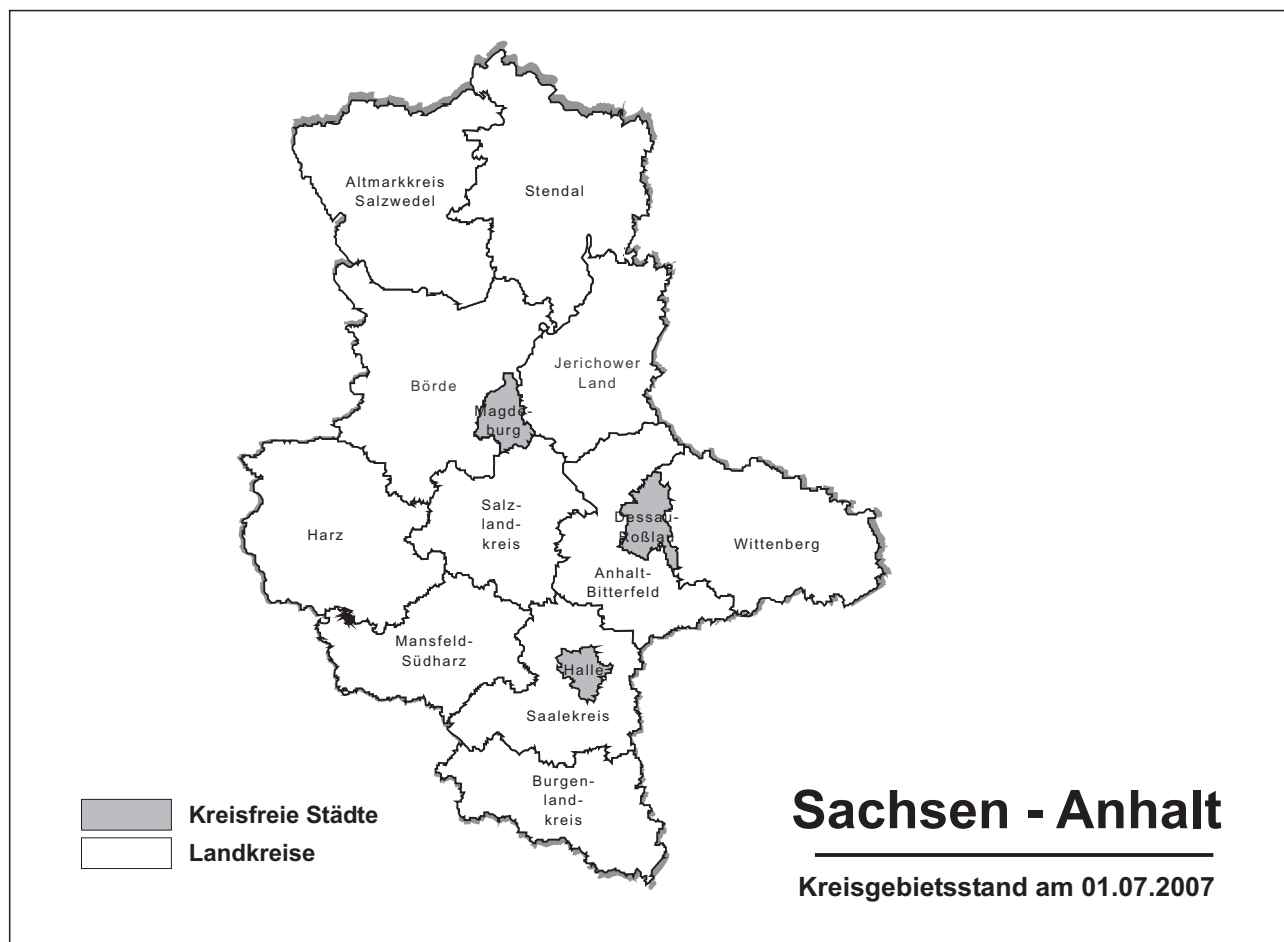 Altmarkkreis
Salzwedel
Stendal
Jerichower
Land
Börde
Magde-
burg
Salz-
land-
kreis
Harz
Dessau-
Roßlau
Wittenberg
Anhalt-
Bitterfeld
Mansfeld-
Südharz
Halle
Saalekreis
Burgen-
land-
kreis
Kreisfreie Städte
Landkreise
Sachsen - Anhalt
Kreisgebietsstand am 01.07.2007